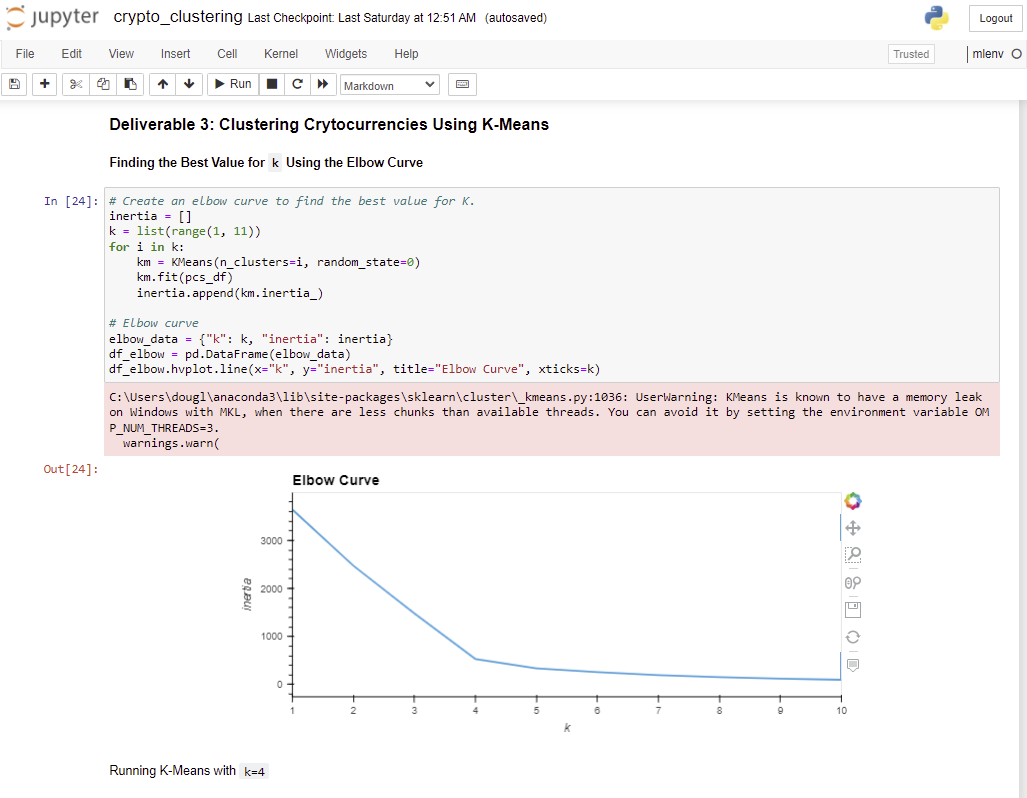 jupyter crypto_clustering Last Checkpoint: Last Saturday at 12:51 AM (autosaved)
Logout
File Edit View Insert Cell Kernel Widgets Help
Trusted
mlenv
Run
Markdown
Deliverable 3: Clustering Crytocurrencies Using K-Means
Finding the Best Value for k Using the Elbow Curve
In [24]:
# Create an elbow curve to find the best value for K.
inertia = []
k = list(range(1, 11))
for i in k:
    km = KMeans(n_clusters=i, random_state=0)
    km.fit(pcs_df)
    inertia.append(km.inertia_)
# Elbow curve
elbow_data = {"k": k, "inertia": inertia}
df_elbow = pd.DataFrame(elbow_data)
df_elbow.hvplot.line(x="k", y="inertia", title="Elbow Curve", xticks=k)
C:\Users\dougl\anaconda3\lib\site-packages\sklearn\cluster\_kmeans.py:1036: UserWarning: KMeans is known to have a memory leak
on Windows with MKL, when there are less chunks than available threads. You can avoid it by setting the environment variable OM
P_NUM_THREADS=3.
  warnings.warn(
Out[24]:
Elbow Curve
3000
2000
1000
0
inertia
1 2 3 4 5 6 7 8 9 10
k
Running K-Means with k=4